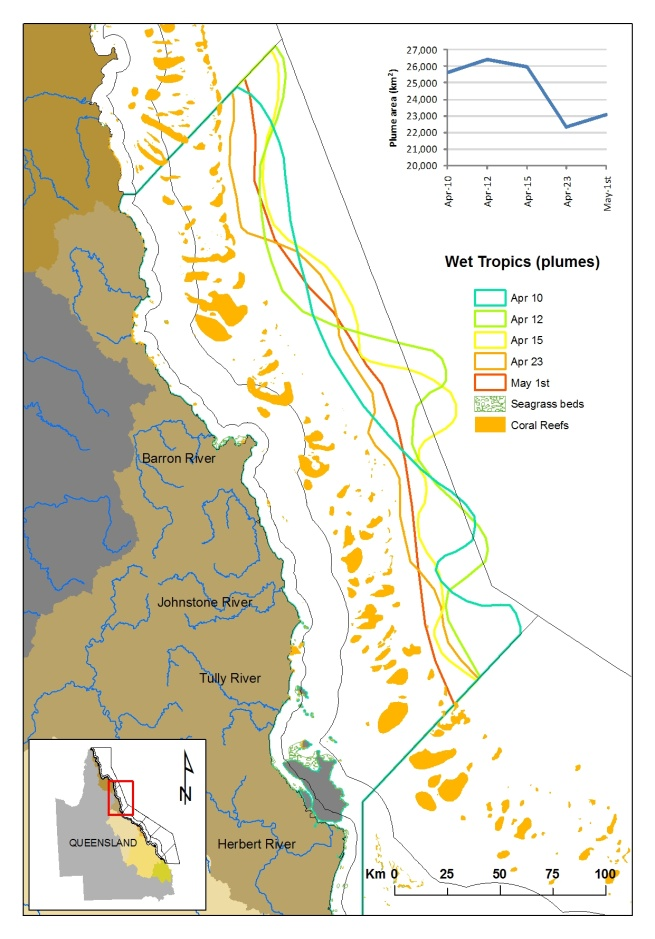 27,000
26,000
25,000
24,000
23,000
22,000
21,000
20,000
Plume area (km²)
Apr-10
Apr-12
Apr-15
Apr-23
May-1st
Wet Tropics (plumes)
Apr 10
Apr 12
Apr 15
Apr 23
May 1st
Seagrass beds
Coral Reefs
Barron River
Johnstone River
Tully River
Herbert River
N
QUEENSLAND
Km 0 25 50 75 100